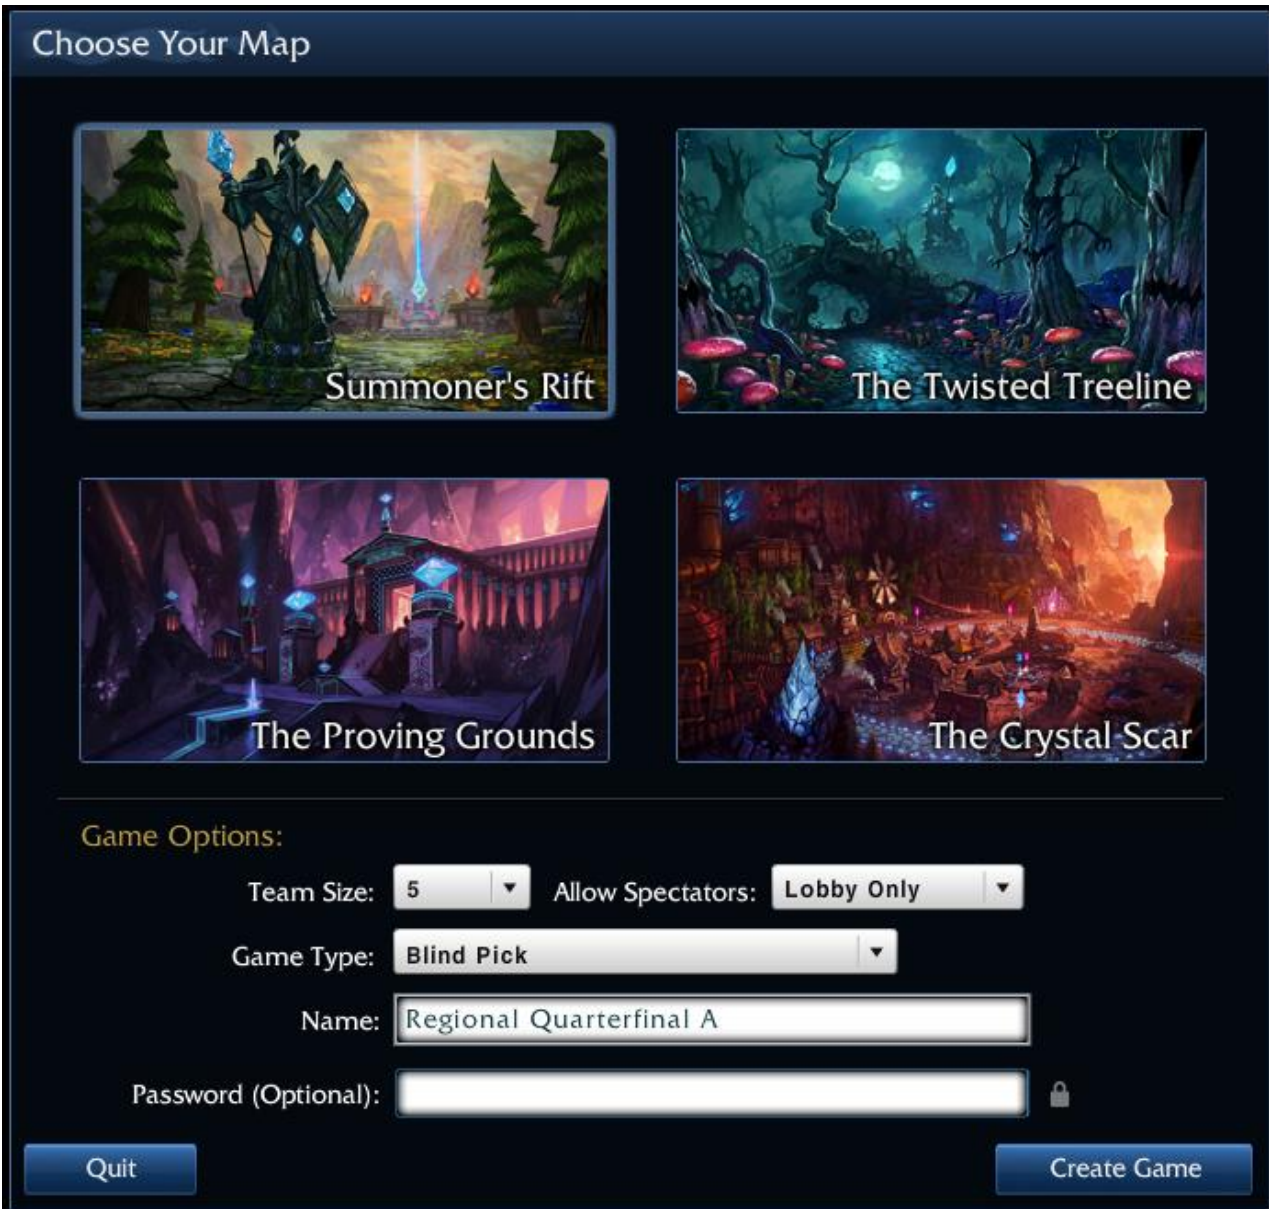 Choose Your Map
Summoner's Rift
The Twisted Treeline
The Proving Grounds
The Crystal Scar
Game Options:
Team Size: 5 Allow Spectators: Lobby Only
Game Type: Blind Pick
Name: Regional Quarterfinal A
Password (Optional):
Quit Create Game